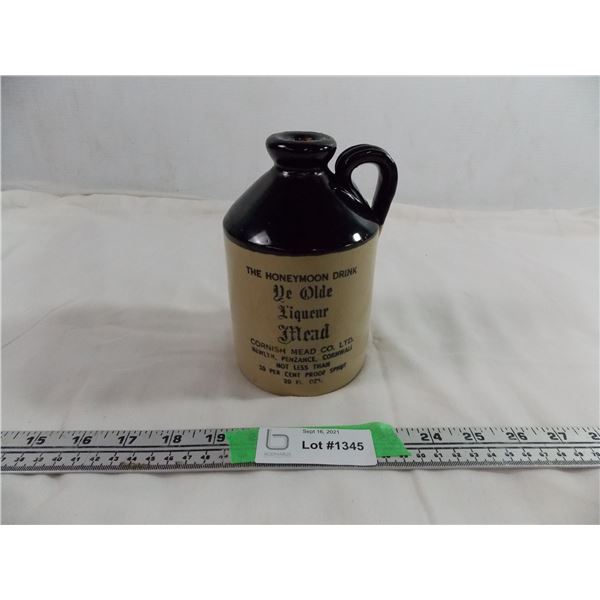 THE HONEYMOON DRINK
Ye Olde
Liqueur
Mead
CORNISH MEAD CO. LTD.
NEWLYN, PENZANCE, CORNWALL
NOT LESS THAN
PER CENT PROOF SPIRIT
20 FL. OZS.
15 16 17 18 19 24 25 26 27
Sept 16, 2021
Lot #1345